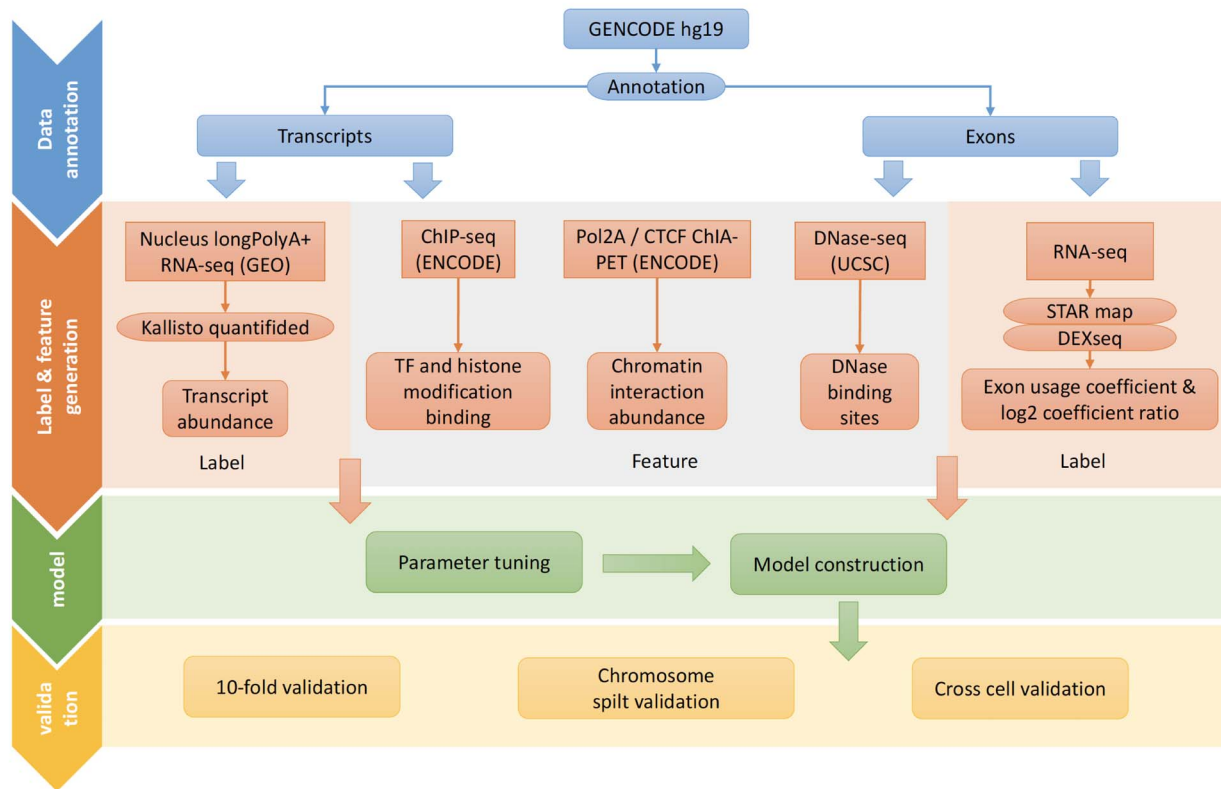 GENCODE hg19
Annotation
Transcripts
Exons
Data
annotation
Nucleus longPolyA+
RNA-seq (GEO)
ChIP-seq
(ENCODE)
Pol2A / CTCF ChIA-
PET (ENCODE)
DNase-seq
(UCSC)
RNA-seq
Kallisto quantifided
STAR map
DEXseq
Transcript
abundance
TF and histone
modification
binding
Chromatin
interaction
abundance
DNase
binding
sites
Exon usage coefficient &
log2 coefficient ratio
Label
Feature
Label
Label & feature
generation
Parameter tuning
Model construction
model
10-fold validation
Chromosome
spilt validation
Cross cell validation
valida
tion